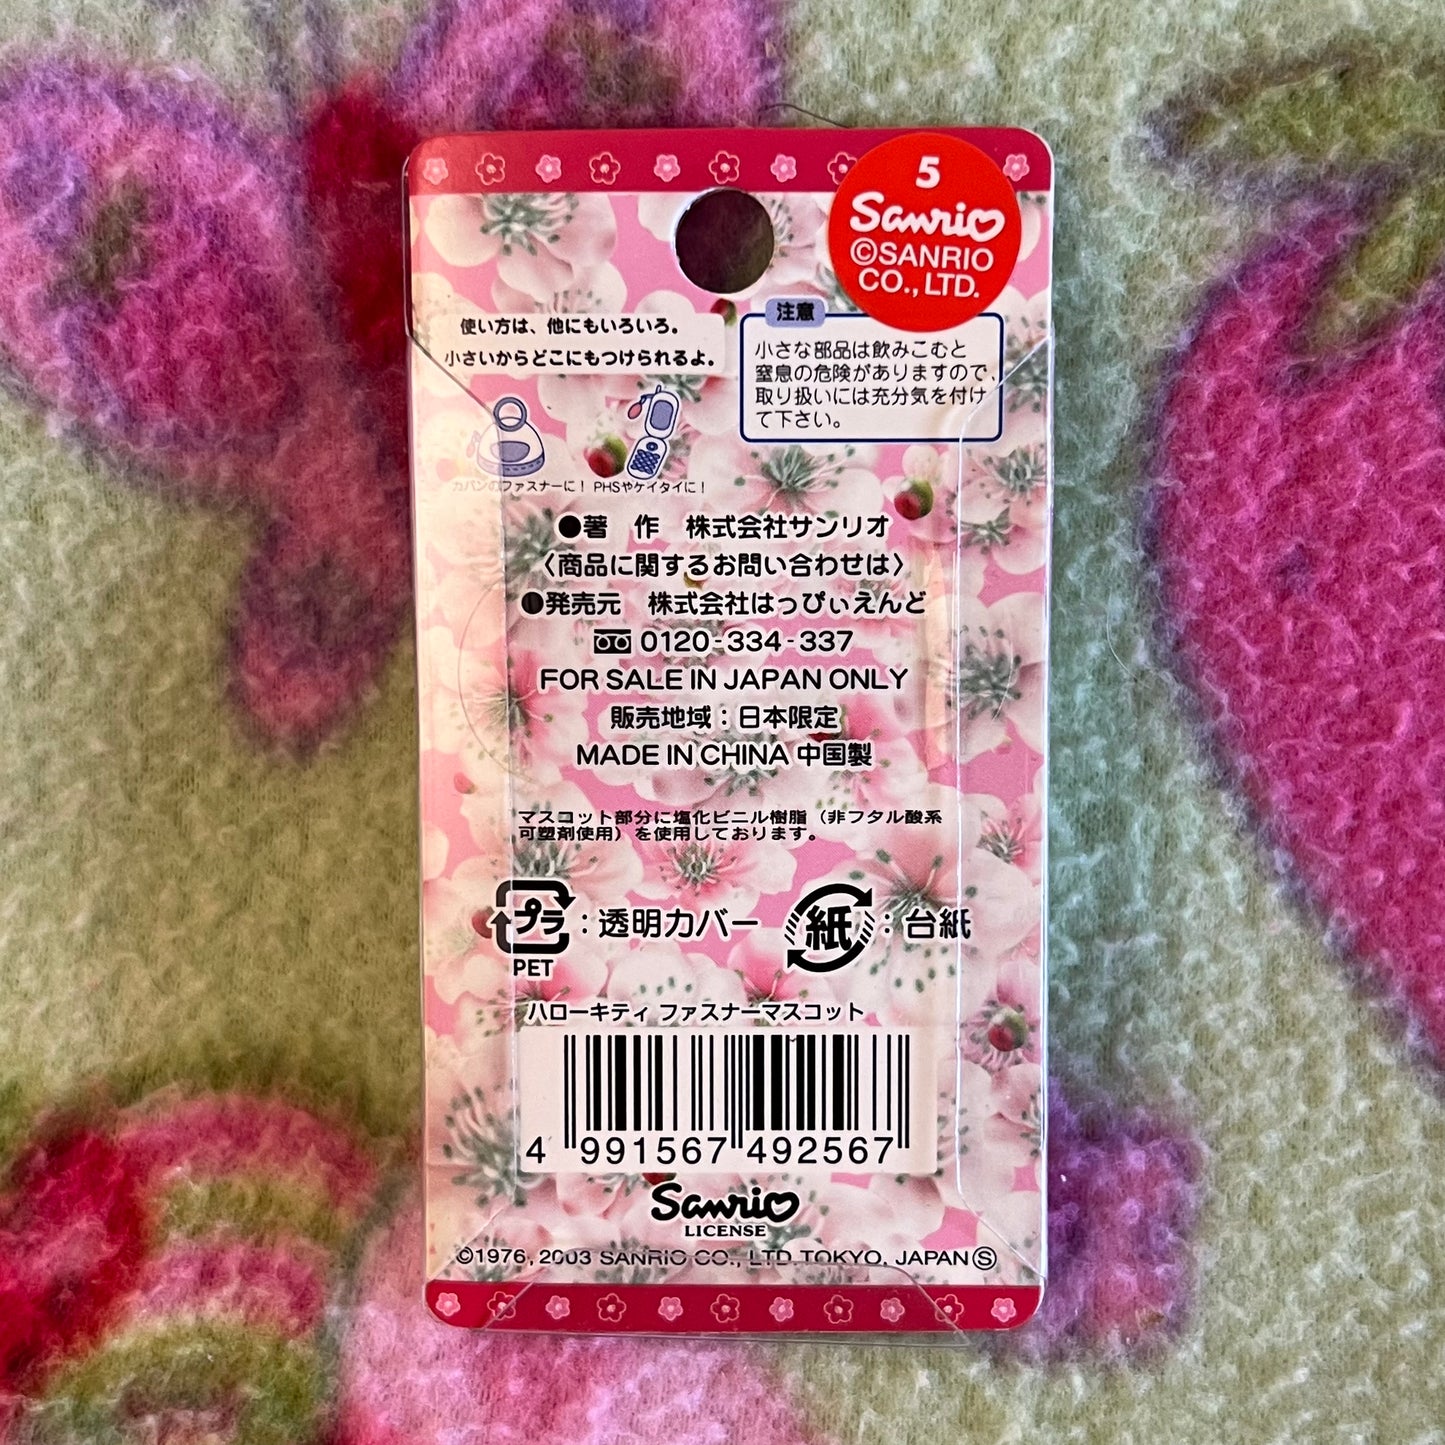 5
Sanrio
©SANRIO
CO., LTD.
使い方は、他にもいろいろ。
小さいからどこにもつけられるよ。
注意
小さな部品は飲みこむと
窒息の危険がありますので、
取り扱いには充分気を付け
て下さい。
カバンのファスナーに! PHSやケイタイに!
●著 作 株式会社サンリオ
〈商品に関するお問い合わせは〉
●発売元 株式会社はっぴぃえんど
0120-334-337
FOR SALE IN JAPAN ONLY
販売地域:日本限定
MADE IN CHINA 中国製
マスコット部分に塩化ビニル樹脂(非フタル酸系
可塑剤使用)を使用しております。
プラ:透明カバー 紙:台紙
PET
ハローキティ ファスナーマスコット
4 991567 492567
Sanrio
LICENSE
©1976, 2003 SANRIO CO., LTD. TOKYO, JAPAN Ⓢ